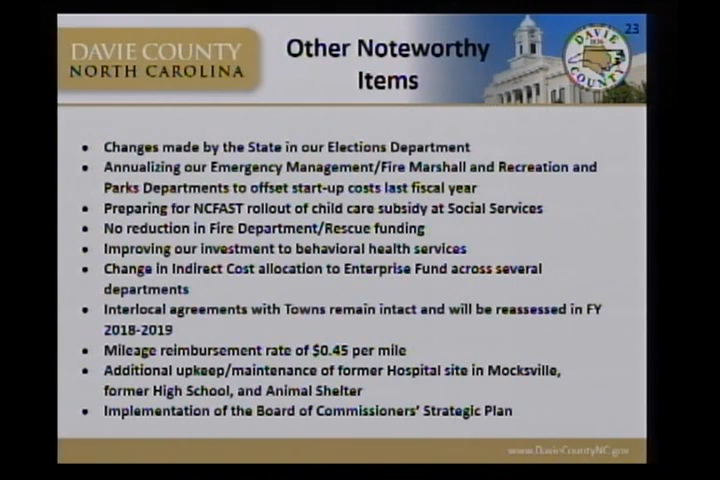 23
DAVIE COUNTY
NORTH CAROLINA
Other Noteworthy
Items
DAVIE
1836
COUNTY
• Changes made by the State in our Elections Department
• Annualizing our Emergency Management/Fire Marshall and Recreation and
Parks Departments to offset start-up costs last fiscal year
• Preparing for NCFAST rollout of child care subsidy at Social Services
• No reduction in Fire Department/Rescue funding
• Improving our investment to behavioral health services
• Change in Indirect Cost allocation to Enterprise Fund across several
departments
• Interlocal agreements with Towns remain intact and will be reassessed in FY
2018-2019
• Mileage reimbursement rate of $0.45 per mile
• Additional upkeep/maintenance of former Hospital site in Mocksville,
former High School, and Animal Shelter
• Implementation of the Board of Commissioners' Strategic Plan
www.DavieCountyNC.gov